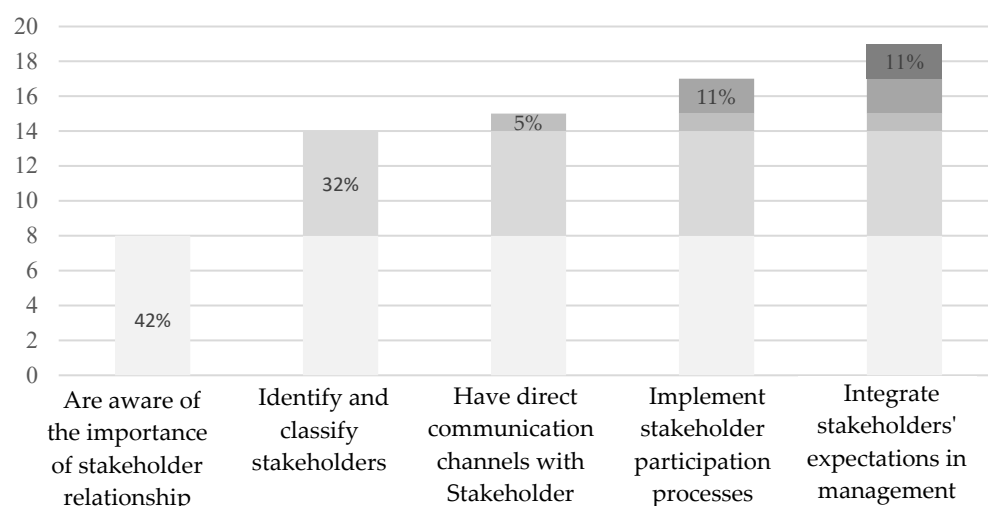 20
18
16
14
12
10
8
6
4
2
0
42%
32%
5%
11%
11%
Are aware of
the importance
of stakeholder
relationship
Identify and
classify
stakeholders
Have direct
communication
channels with
Stakeholder
Implement
stakeholder
participation
processes
Integrate
stakeholders'
expectations in
management